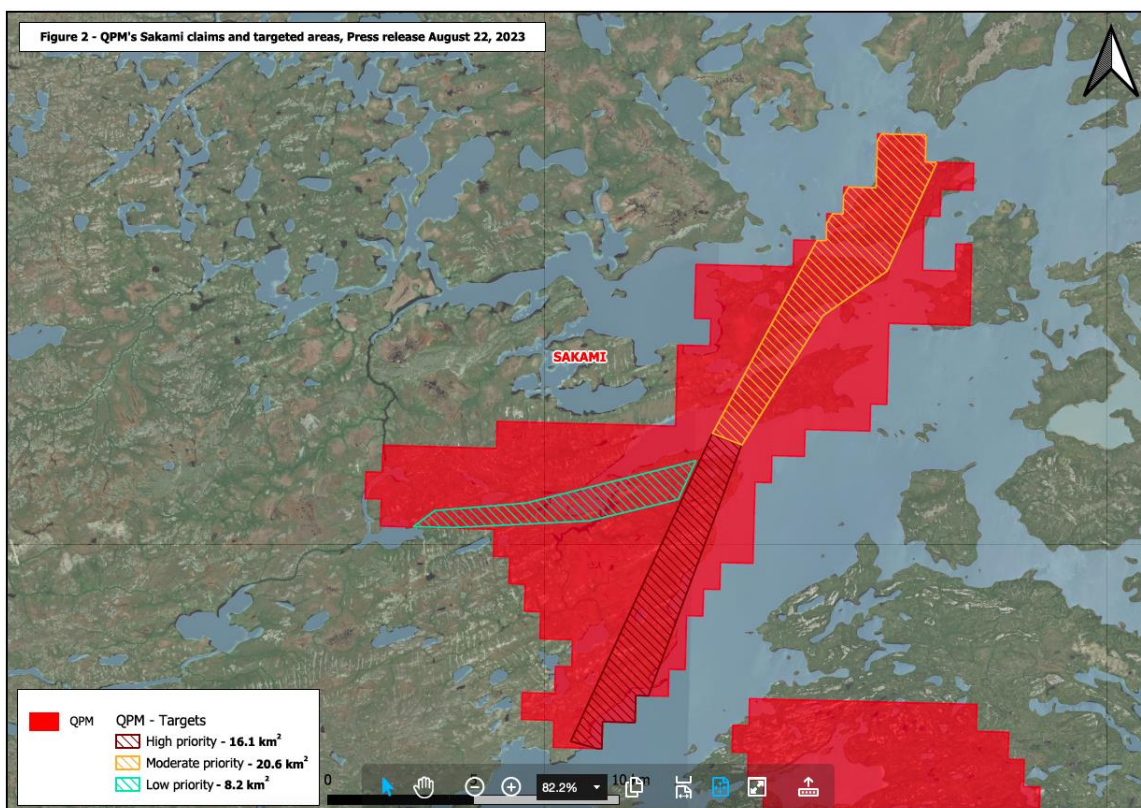 Figure 2 - QPM's Sakami claims and targeted areas, Press release August 22, 2023
SAKAMI
QPM
QPM - Targets
High priority - 16.1 km²
Moderate priority - 20.6 km²
Low priority - 8.2 km²
0
10 km
82.2%